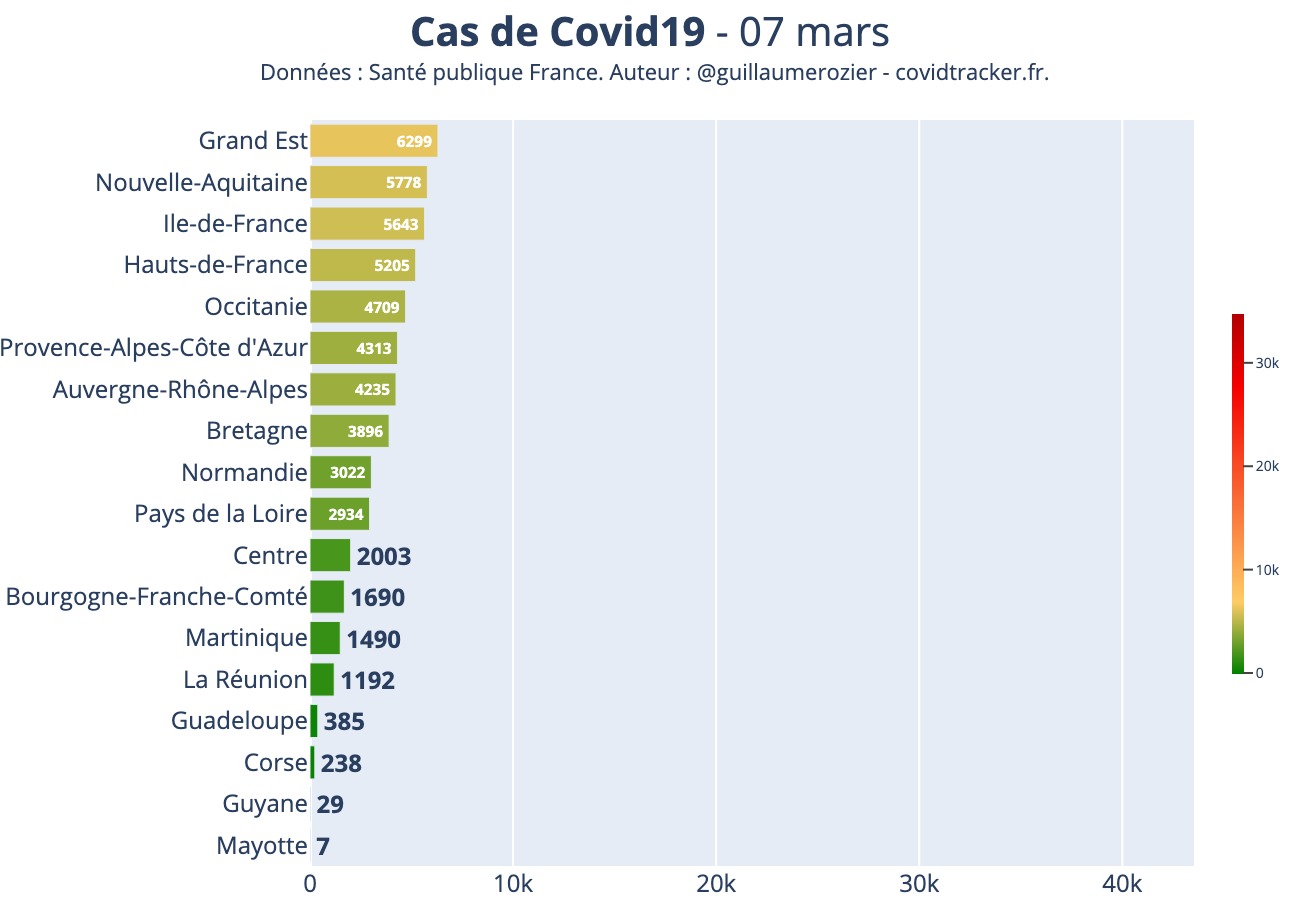 Cas de Covid19 - 07 mars
Données : Santé publique France. Auteur : @guillaumerozier - covidtracker.fr.
Grand Est 6299
Nouvelle-Aquitaine 5778
Ile-de-France 5643
Hauts-de-France 5205
Occitanie 4709
Provence-Alpes-Côte d'Azur 4313
Auvergne-Rhône-Alpes 4235
Bretagne 3896
Normandie 3022
Pays de la Loire 2934
Centre 2003
Bourgogne-Franche-Comté 1690
Martinique 1490
La Réunion 1192
Guadeloupe 385
Corse 238
Guyane 29
Mayotte 7
0 10k 20k 30k 40k
30k
20k
10k
0